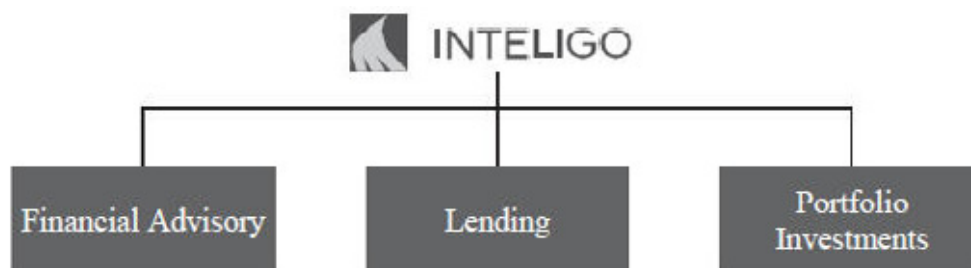 INTELIGO
Financial Advisory
Lending
Portfolio
Investments